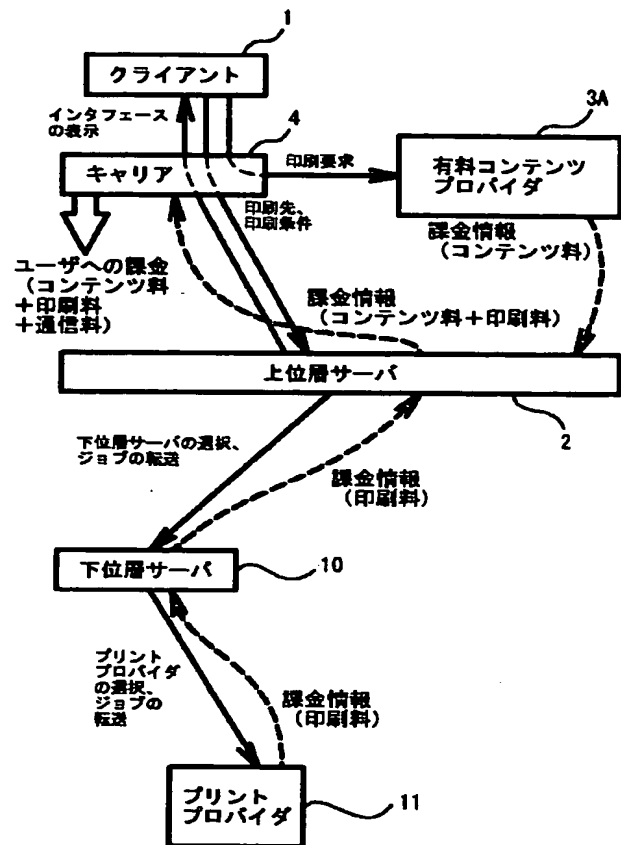 1
クライアント
インタフェース
の表示
4
キャリア
印刷要求
3A
有料コンテンツ
プロバイダ
印刷先、
印刷条件
課金情報
（コンテンツ料）
ユーザへの課金
（コンテンツ料
＋印刷料
＋通信料）
課金情報
（コンテンツ料＋印刷料）
上位層サーバ
2
下位層サーバの選択、
ジョブの転送
課金情報
（印刷料）
下位層サーバ
10
プリント
プロバイダ
の選択、
ジョブの
転送
課金情報
（印刷料）
プリント
プロバイダ
11